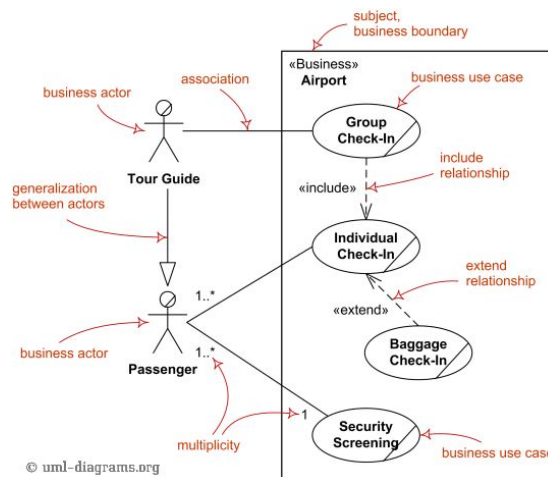 subject,
business boundary
«Business»
Airport
business use case
association
business actor
Group
Check-In
Tour Guide
include
relationship
«include»
generalization
between actors
Individual
Check-In
1..*
extend
relationship
«extend»
business actor
Passenger
1..*
Baggage
Check-In
multiplicity
1
Security
Screening
business use case
© uml-diagrams.org